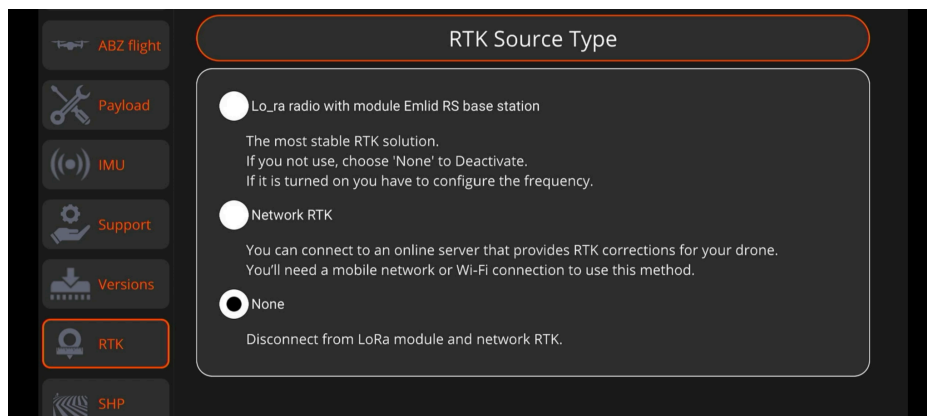 ABZ flight
Payload
IMU
Support
Versions
RTK
SHP
RTK Source Type
Lo_ra radio with module Emlid RS base station
The most stable RTK solution.
If you not use, choose 'None' to Deactivate.
If it is turned on you have to configure the frequency.
Network RTK
You can connect to an online server that provides RTK corrections for your drone.
You’ll need a mobile network or Wi-Fi connection to use this method.
None
Disconnect from LoRa module and network RTK.